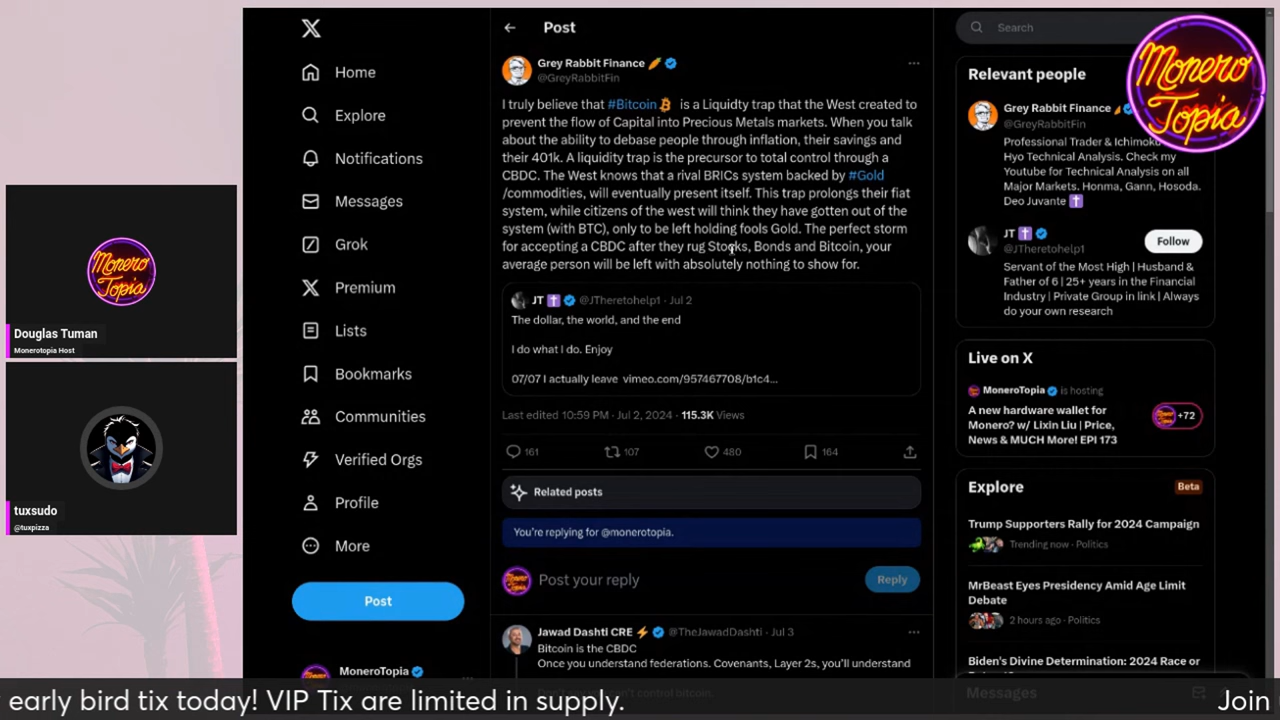 Home
Explore
Notifications
Messages
Grok
Premium
Lists
Bookmarks
Communities
Verified Orgs
Profile
More
Post
MoneroTopia
Monero
Topia
Douglas Tuman
Monerotopia Host
tuxsudo
@tuxpizza
Post
Grey Rabbit Finance
@GreyRabbitFin
I truly believe that #Bitcoin is a Liquidty trap that the West created to
prevent the flow of Capital into Precious Metals markets. When you talk
about the ability to debase people through inflation, their savings and
their 401k. A liquidity trap is the precursor to total control through a
CBDC. The West knows that a rival BRICs system backed by #Gold
/commodities, will eventually present itself. This trap prolongs their fiat
system, while citizens of the west will think they have gotten out of the
system (with BTC), only to be left holding fools Gold. The perfect storm
for accepting a CBDC after they rug Stocks, Bonds and Bitcoin, your
average person will be left with absolutely nothing to show for.
JT @JTheretohelp1 · Jul 2
The dollar, the world, and the end
I do what I do. Enjoy
07/07 I actually leave vimeo.com/957467708/b1c4...
Last edited 10:59 PM · Jul 2, 2024 · 115.3K Views
161 107 480 164
Related posts
You're replying for @monerotopia.
Post your reply
Reply
Jawad Dashti CRE @TheJawadDashti · Jul 3
Bitcoin is the CBDC
Once you understand federations. Covenants, Layer 2s, you'll understand
Search
Monero
Topia
Relevant people
Grey Rabbit Finance
@GreyRabbitFin
Professional Trader & Ichimoku
Hyo Technical Analysis. Check my
Youtube for Technical Analysis on all
Major Markets. Honma, Gann, Hosoda.
Deo Juvante
JT
@JTheretohelp1
Follow
Servant of the Most High | Husband &
Father of 6 | 25+ years in the Financial
Industry | Private Group in link | Always
do your own research
Live on X
MoneroTopia is hosting
A new hardware wallet for
Monero? w/ Lixin Liu | Price,
News & MUCH More! EPI 173
+72
Explore
Beta
Trump Supporters Rally for 2024 Campaign
Trending now · Politics
MrBeast Eyes Presidency Amid Age Limit
Debate
2 hours ago · Politics
Biden's Divine Determination: 2024 Race or
Messages
early bird tix today! VIP Tix are limited in supply.
Join